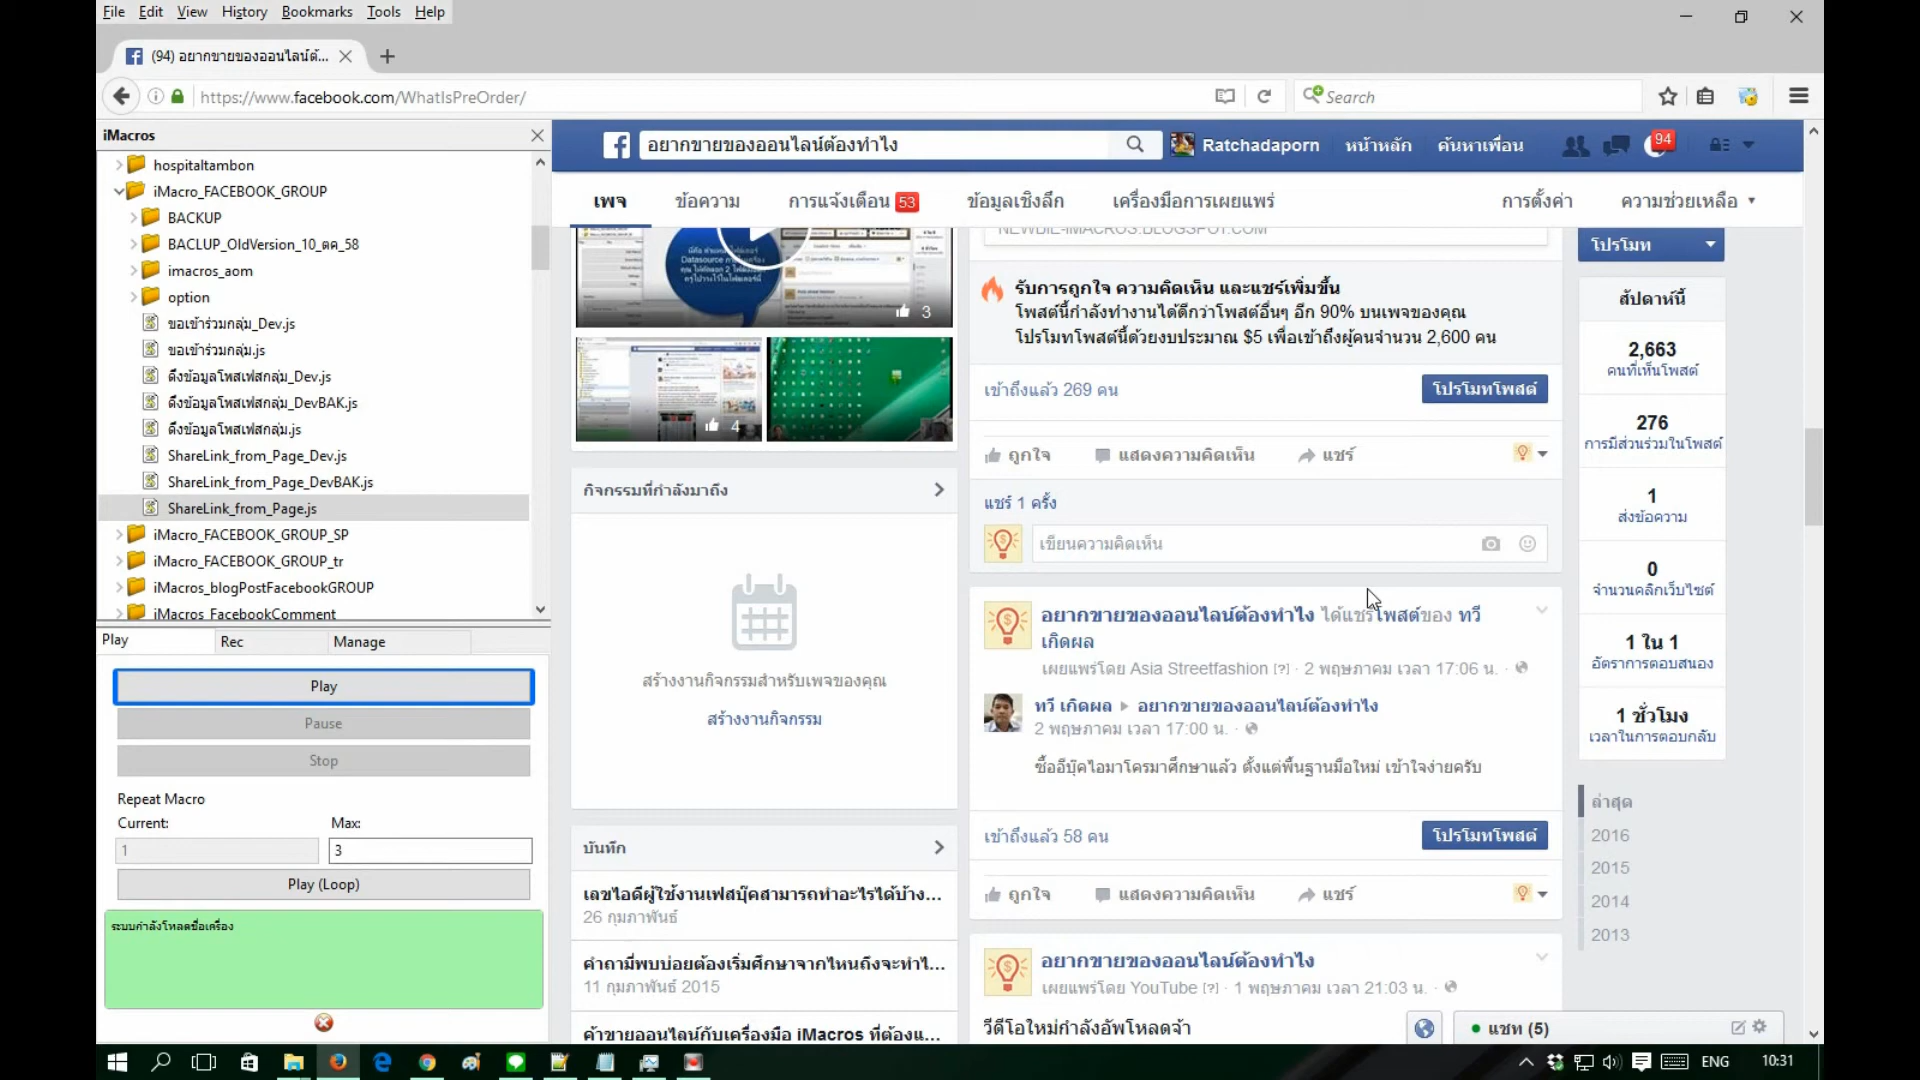 File Edit View History Bookmarks Tools Help
(94) อยากขายของออนไลน์ต้...
https://www.facebook.com/WhatIsPreOrder/
Search
iMacros
hospitaltambon
iMacro_FACEBOOK_GROUP
BACKUP
BACLUP_OldVersion_10_ตค_58
imacros_aom
option
ขอเข้าร่วมกลุ่ม_Dev.js
ขอเข้าร่วมกลุ่ม.js
ดึงข้อมูลโพสเฟสกลุ่ม_Dev.js
ดึงข้อมูลโพสเฟสกลุ่ม_DevBAK.js
ดึงข้อมูลโพสเฟสกลุ่ม.js
ShareLink_from_Page_Dev.js
ShareLink_from_Page_DevBAK.js
ShareLink_from_Page.js
iMacro_FACEBOOK_GROUP_SP
iMacro_FACEBOOK_GROUP_tr
iMacros_blogPostFacebookGROUP
iMacros_FacebookComment
Play Rec Manage
Play
Pause
Stop
Repeat Macro
Current: Max:
1 3
Play (Loop)
ระบบกำลังโหลดชื่อเครื่อง
อยากขายของออนไลน์ต้องทำไง
Ratchadaporn หน้าหลัก ค้นหาเพื่อน 94
เพจ ข้อความ การแจ้งเตือน 53 ข้อมูลเชิงลึก เครื่องมือการเผยแพร่ การตั้งค่า ความช่วยเหลือ
3
4
กิจกรรมที่กำลังมาถึง
สร้างงานกิจกรรมสำหรับเพจของคุณ
สร้างงานกิจกรรม
บันทึก
เลขไอดีผู้ใช้งานเฟสบุ๊คสามารถทำอะไรได้บ้าง...
26 กุมภาพันธ์
คำถามที่พบบ่อยต้องเริ่มศึกษาจากไหนถึงจะทำไ...
11 กุมภาพันธ์ 2015
ค้าขายออนไลน์กับเครื่องมือ iMacros ที่ต้องแ...
NEWBIE-IMACROS.BLOGSPOT.COM
รับการถูกใจ ความคิดเห็น และแชร์เพิ่มขึ้น
โพสต์นี้กำลังทำงานได้ดีกว่าโพสต์อื่นๆ อีก 90% บนเพจของคุณ
โปรโมทโพสต์นี้ด้วยงบประมาณ $5 เพื่อเข้าถึงผู้คนจำนวน 2,600 คน
เข้าถึงแล้ว 269 คน
โปรโมทโพสต์
ถูกใจ แสดงความคิดเห็น แชร์
แชร์ 1 ครั้ง
เขียนความคิดเห็น
อยากขายของออนไลน์ต้องทำไง ได้แชร์โพสต์ของ ทวี
เกิดผล
เผยแพร่โดย Asia Streetfashion [?] · 2 พฤษภาคม เวลา 17:06 น. ·
ทวี เกิดผล ▸ อยากขายของออนไลน์ต้องทำไง
2 พฤษภาคม เวลา 17:00 น. ·
ซื้ออีบุ๊คไอมาโครมาศึกษาแล้ว ตั้งแต่พื้นฐานมือใหม่ เข้าใจง่ายครับ
เข้าถึงแล้ว 58 คน
โปรโมทโพสต์
ถูกใจ แสดงความคิดเห็น แชร์
อยากขายของออนไลน์ต้องทำไง
เผยแพร่โดย YouTube [?] · 1 พฤษภาคม เวลา 21:03 น. ·
วีดีโอใหม่กำลังอัพโหลดจ้า
โปรโมท
สัปดาห์นี้
2,663
คนที่เห็นโพสต์
276
การมีส่วนร่วมในโพสต์
1
ส่งข้อความ
0
จำนวนคลิกเว็บไซต์
1 ใน 1
อัตราการตอบสนอง
1 ชั่วโมง
เวลาในการตอบกลับ
ล่าสุด
2016
2015
2014
2013
แชท (5)
ENG 10:31